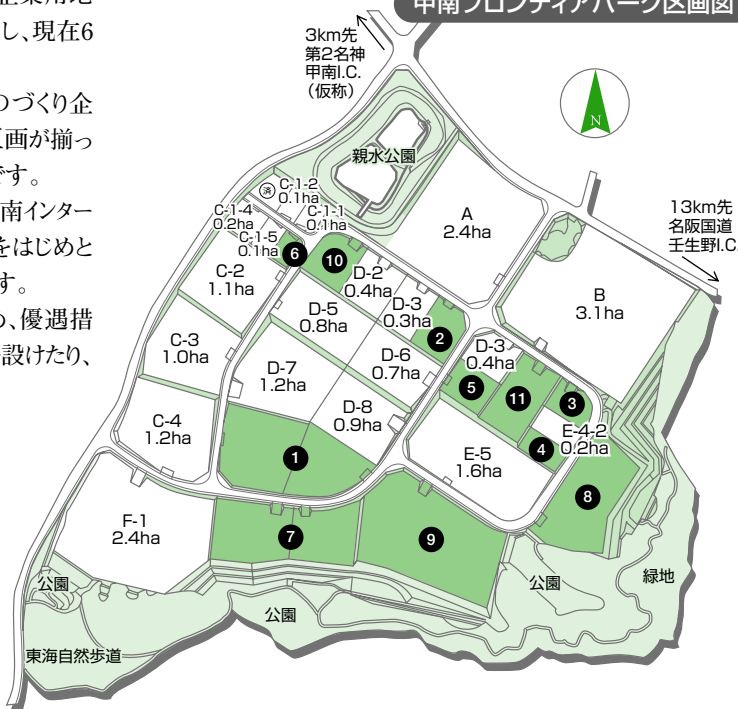 甲南フロンティアパーク区画図
し、現在6
のづくり企
区画が揃っ
です。
南インター
をはじめと
す。
め、優遇措
設けたり、
3km先
第2名神
甲南I.C.
（仮称）
N
13km先
名阪国道
壬生野I.C.
親水公園
A
2.4ha
B
3.1ha
済
C-1-2
0.1ha
C-1-1
0.1ha
C-1-4
0.2ha
C-1-5
0.1ha
6
10
C-2
1.1ha
D-2
0.4ha
D-3
0.3ha
2
D-5
0.8ha
D-6
0.7ha
D-3
0.4ha
5
11
3
C-3
1.0ha
D-7
1.2ha
D-8
0.9ha
E-4-2
0.2ha
4
C-4
1.2ha
1
E-5
1.6ha
8
F-1
2.4ha
7
9
公園
公園
公園
緑地
東海自然歩道